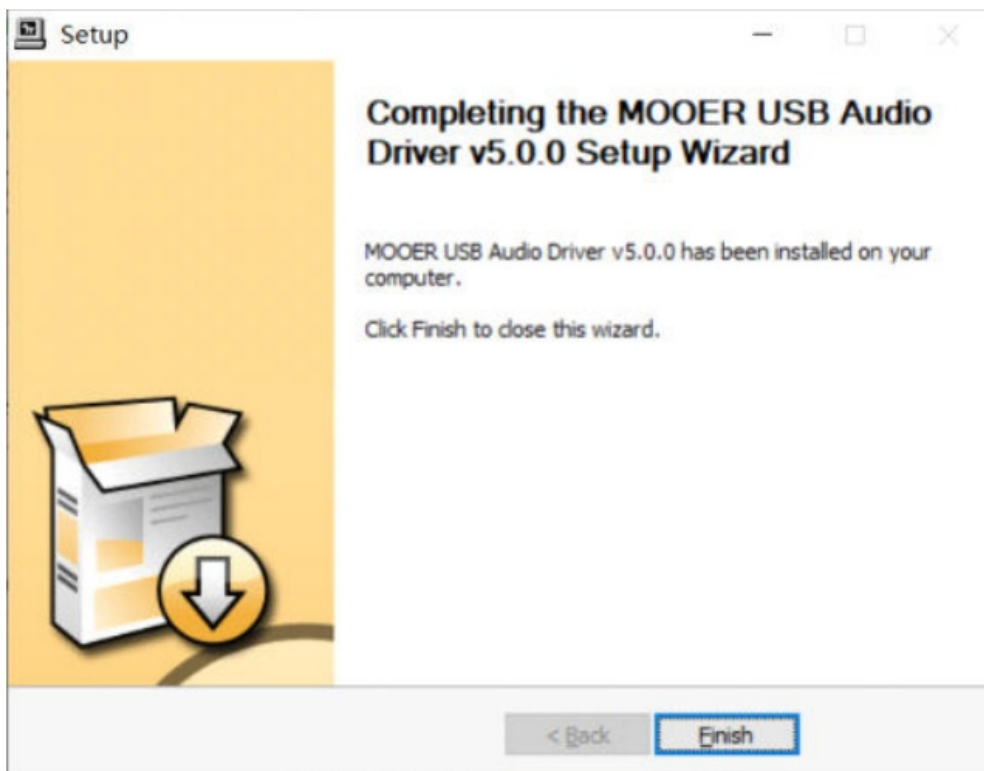 Setup
Completing the MOOER USB Audio
Driver v5.0.0 Setup Wizard
MOOER USB Audio Driver v5.0.0 has been installed on your
computer.
Click Finish to close this wizard.
< Back
Finish